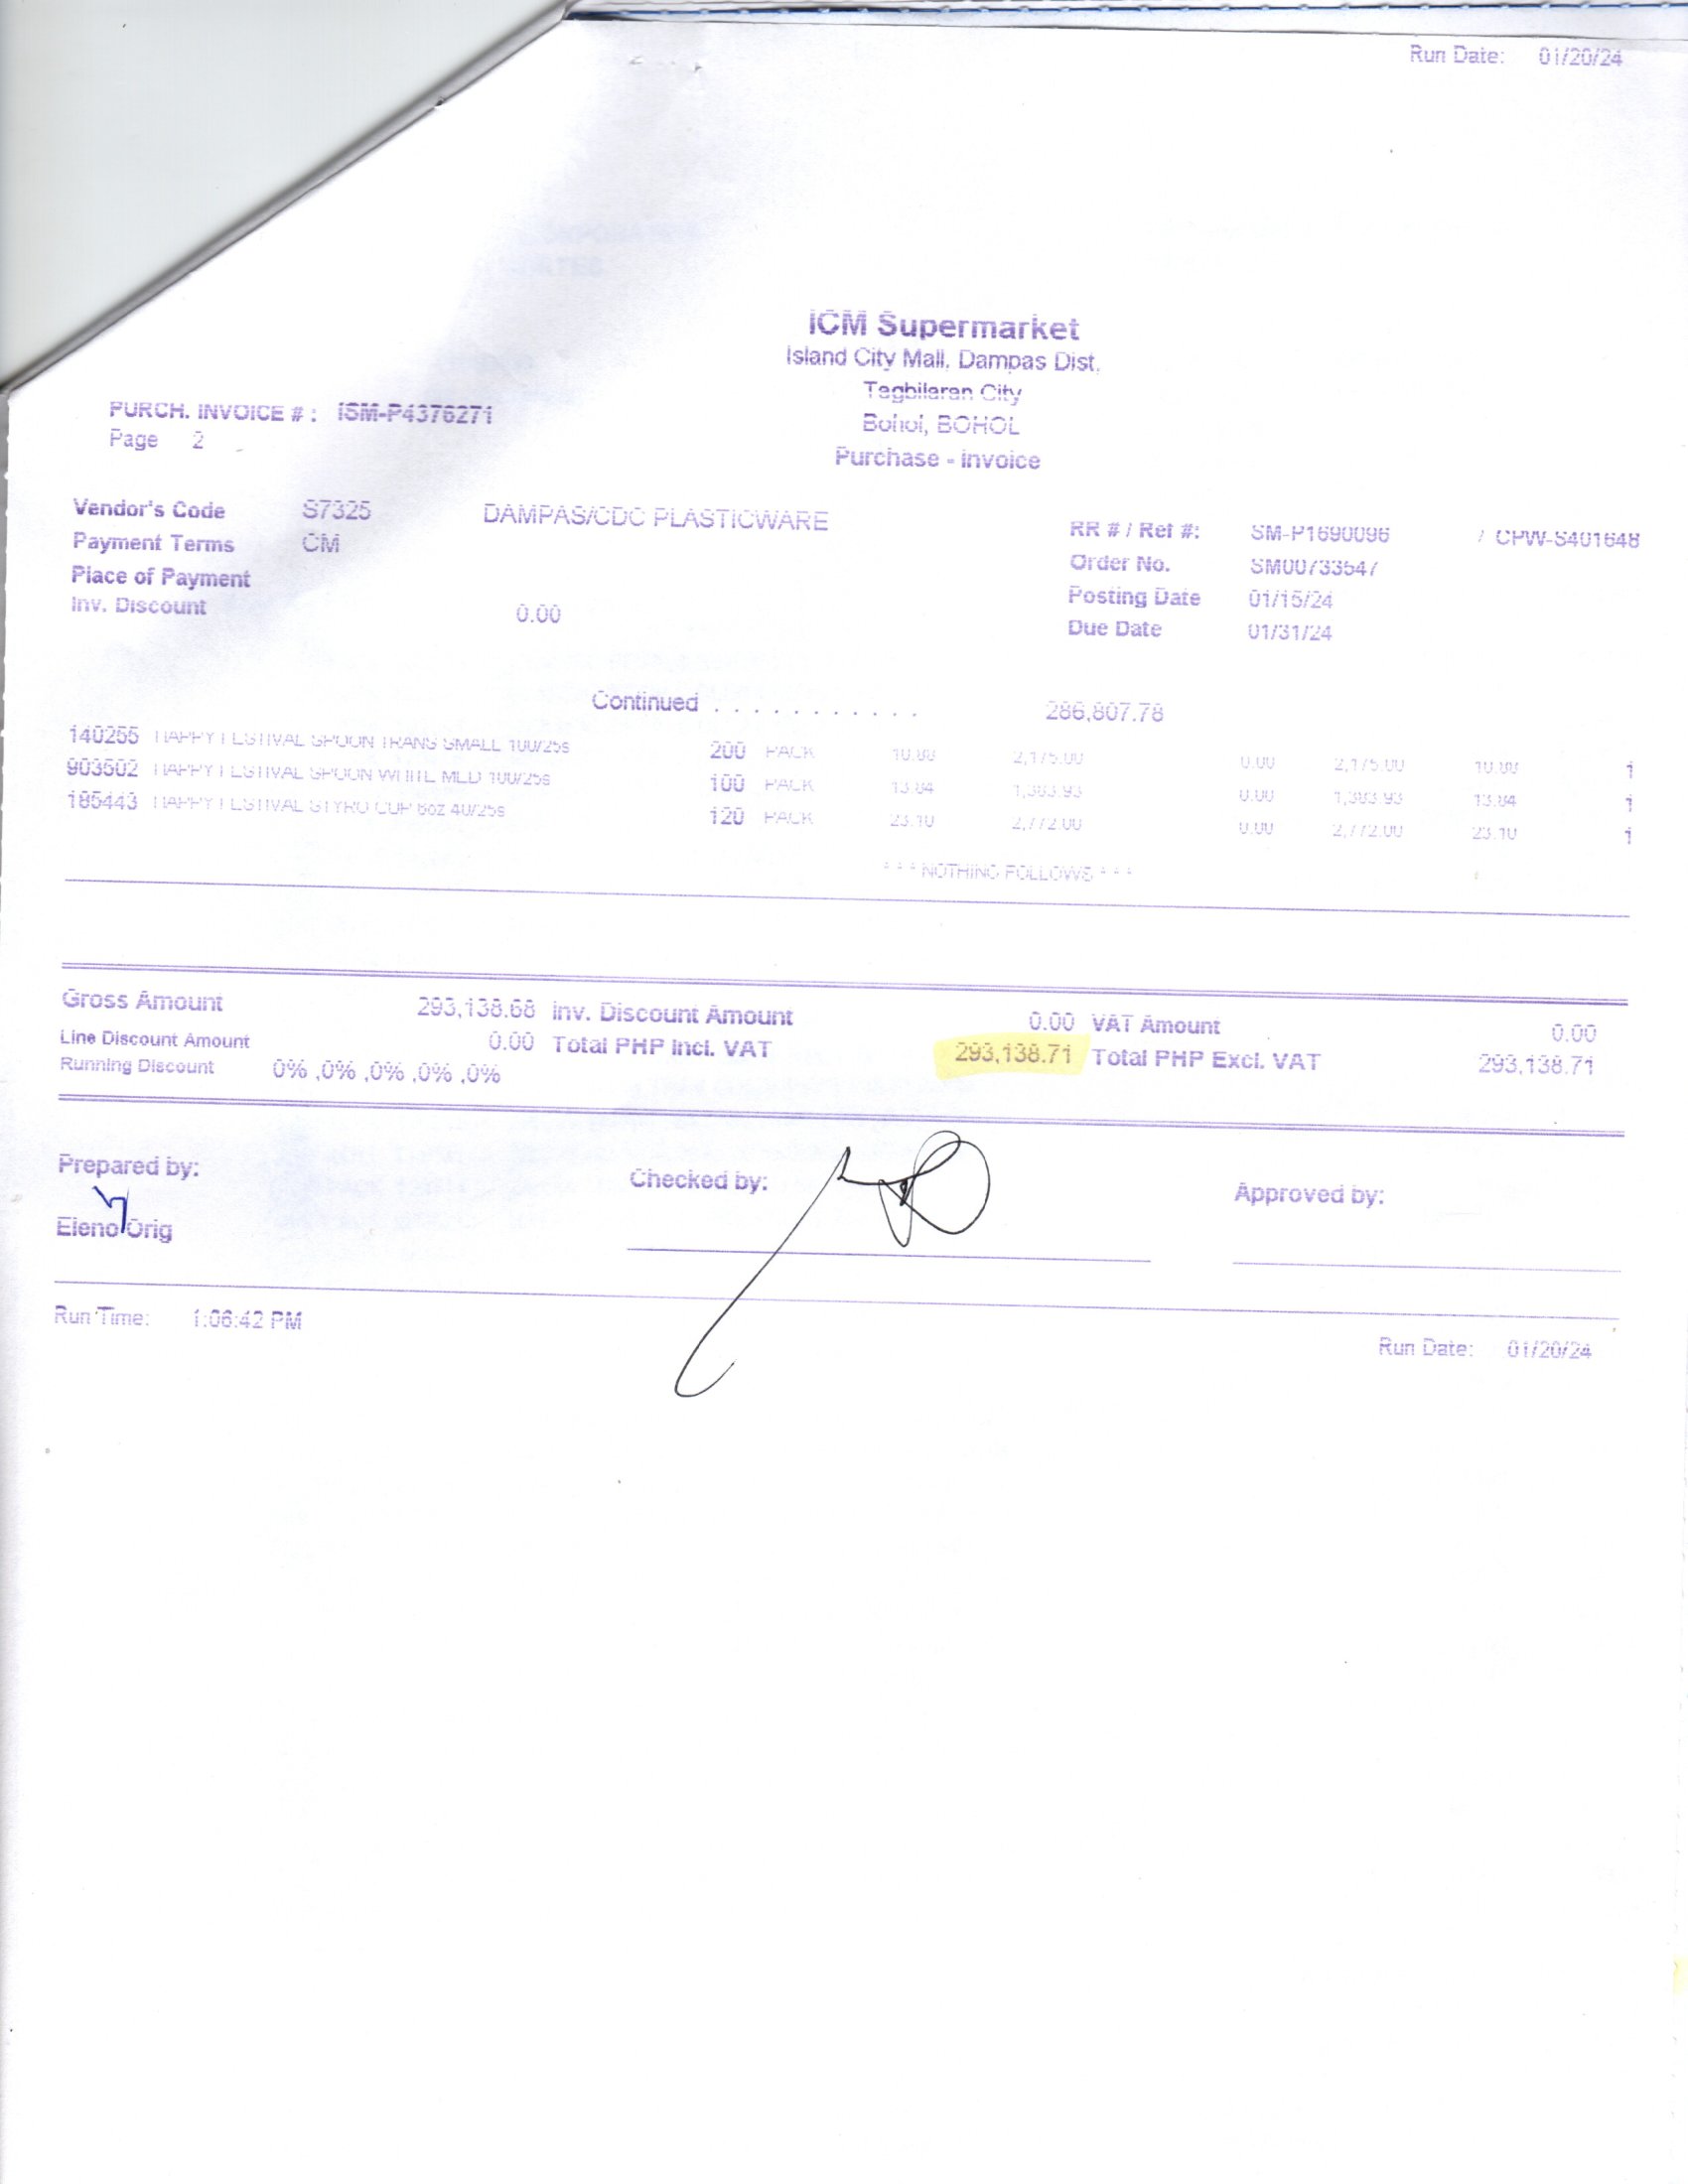 Run Date: 01/20/24
ICM Supermarket
Island City Mall, Dampas Dist.
Tagbilaran City
Bohol, BOHOL
Purchase - Invoice
PURCH. INVOICE # : ISM-P4376271
Page 2
Vendor's Code S7325 DAMPAS/CDC PLASTICWARE
Payment Terms CM
Place of Payment
Inv. Discount 0.00
RR # / Ref #: SM-P1690096 / CPW-S401648
Order No. SM00733547
Posting Date 01/15/24
Due Date 01/31/24
Continued . . . . . . . . . . . 286,807.78
140255 HAPPY FESTIVAL SPOON TRANS SMALL 100/25s 200 PACK 10.88 2,175.00 0.00 2,175.00 10.88 1
903502 HAPPY FESTIVAL SPOON WHITE MED 100/25s 100 PACK 13.84 1,383.93 0.00 1,383.93 13.84 1
185443 HAPPY FESTIVAL STYRO CUP 8oz 40/25s 120 PACK 23.10 2,772.00 0.00 2,772.00 23.10 1
* * * NOTHING FOLLOWS * * *
Gross Amount 293,138.68 Inv. Discount Amount 0.00 VAT Amount 0.00
Line Discount Amount 0.00 Total PHP Incl. VAT 293,138.71 Total PHP Excl. VAT 293,138.71
Running Discount 0% ,0% ,0% ,0% ,0%
Prepared by: Checked by: Approved by:
Eleno Orig
Run Time: 1:06:42 PM
Run Date: 01/20/24